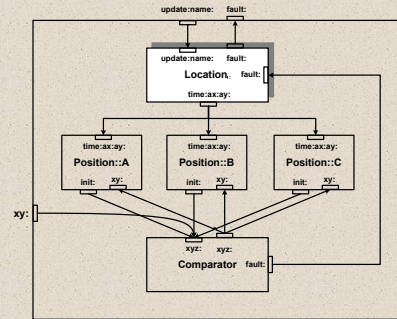 update:name: fault:
update:name: fault:
Location.
fault:
time:ax:ay:
time:ax:ay: time:ax:ay: time:ax:ay:
Position::A Position::B Position::C
init: xy: init: xy: init: xy:
xy:
xyz: xyz:
Comparator fault: